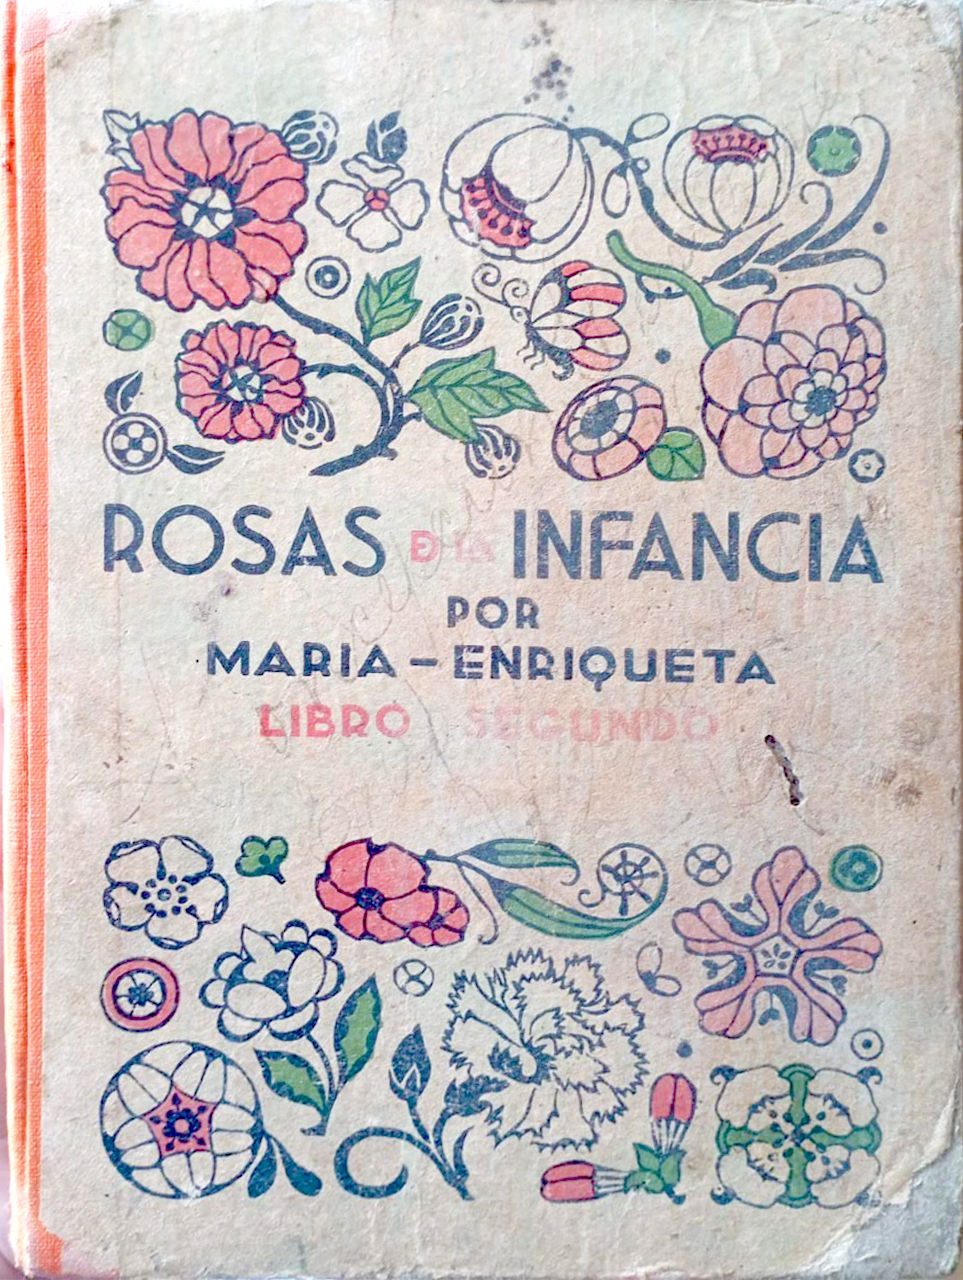 ROSAS DE LA INFANCIA
POR
MARIA-ENRIQUETA
LIBRO SEGUNDO